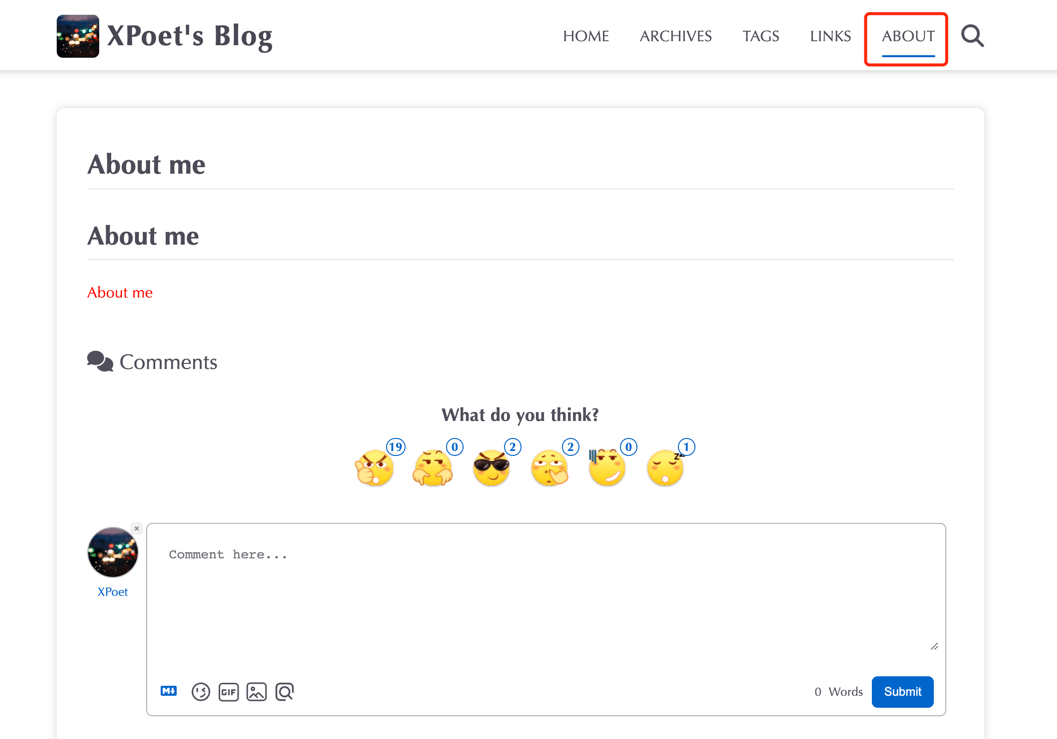 XPoet's Blog
HOME ARCHIVES TAGS LINKS ABOUT
About me
About me
About me
Comments
What do you think?
19 0 2 2 0 1
×
Comment here...
XPoet
M↓ GIF
0 Words Submit